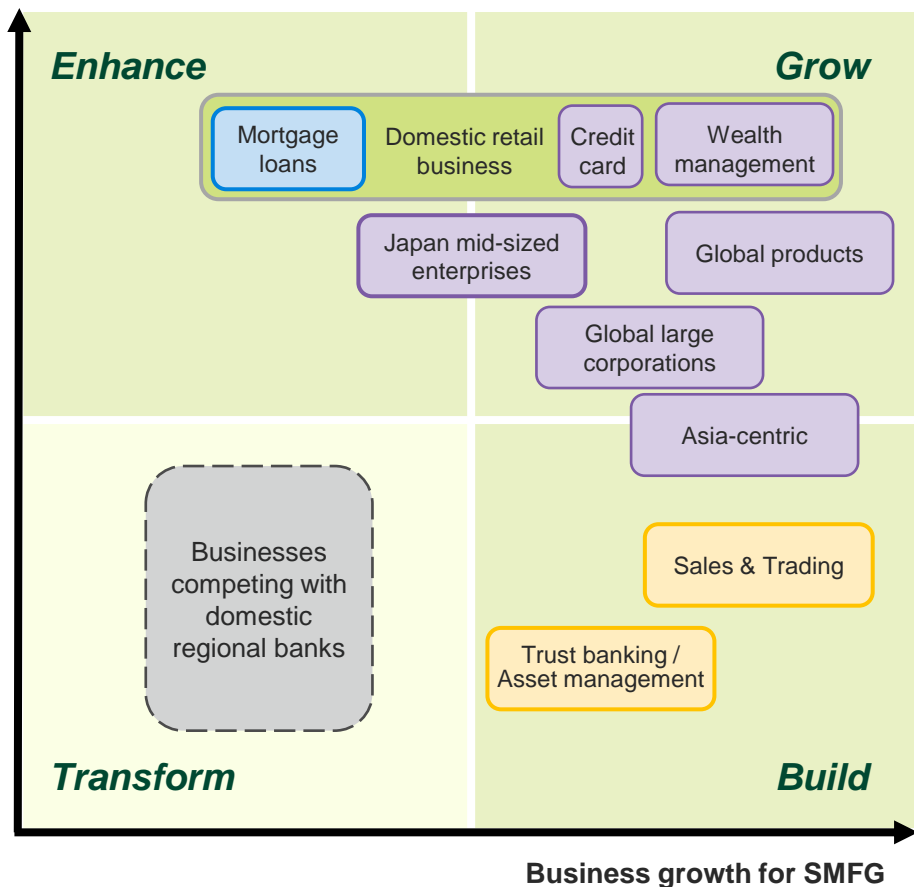 Enhance
Grow
Mortgage
loans
Domestic retail
business
Credit
card
Wealth
management
Japan mid-sized
enterprises
Global products
Global large
corporations
Asia-centric
Businesses
competing with
domestic
regional banks
Sales & Trading
Trust banking /
Asset management
Transform
Build
Business growth for SMFG